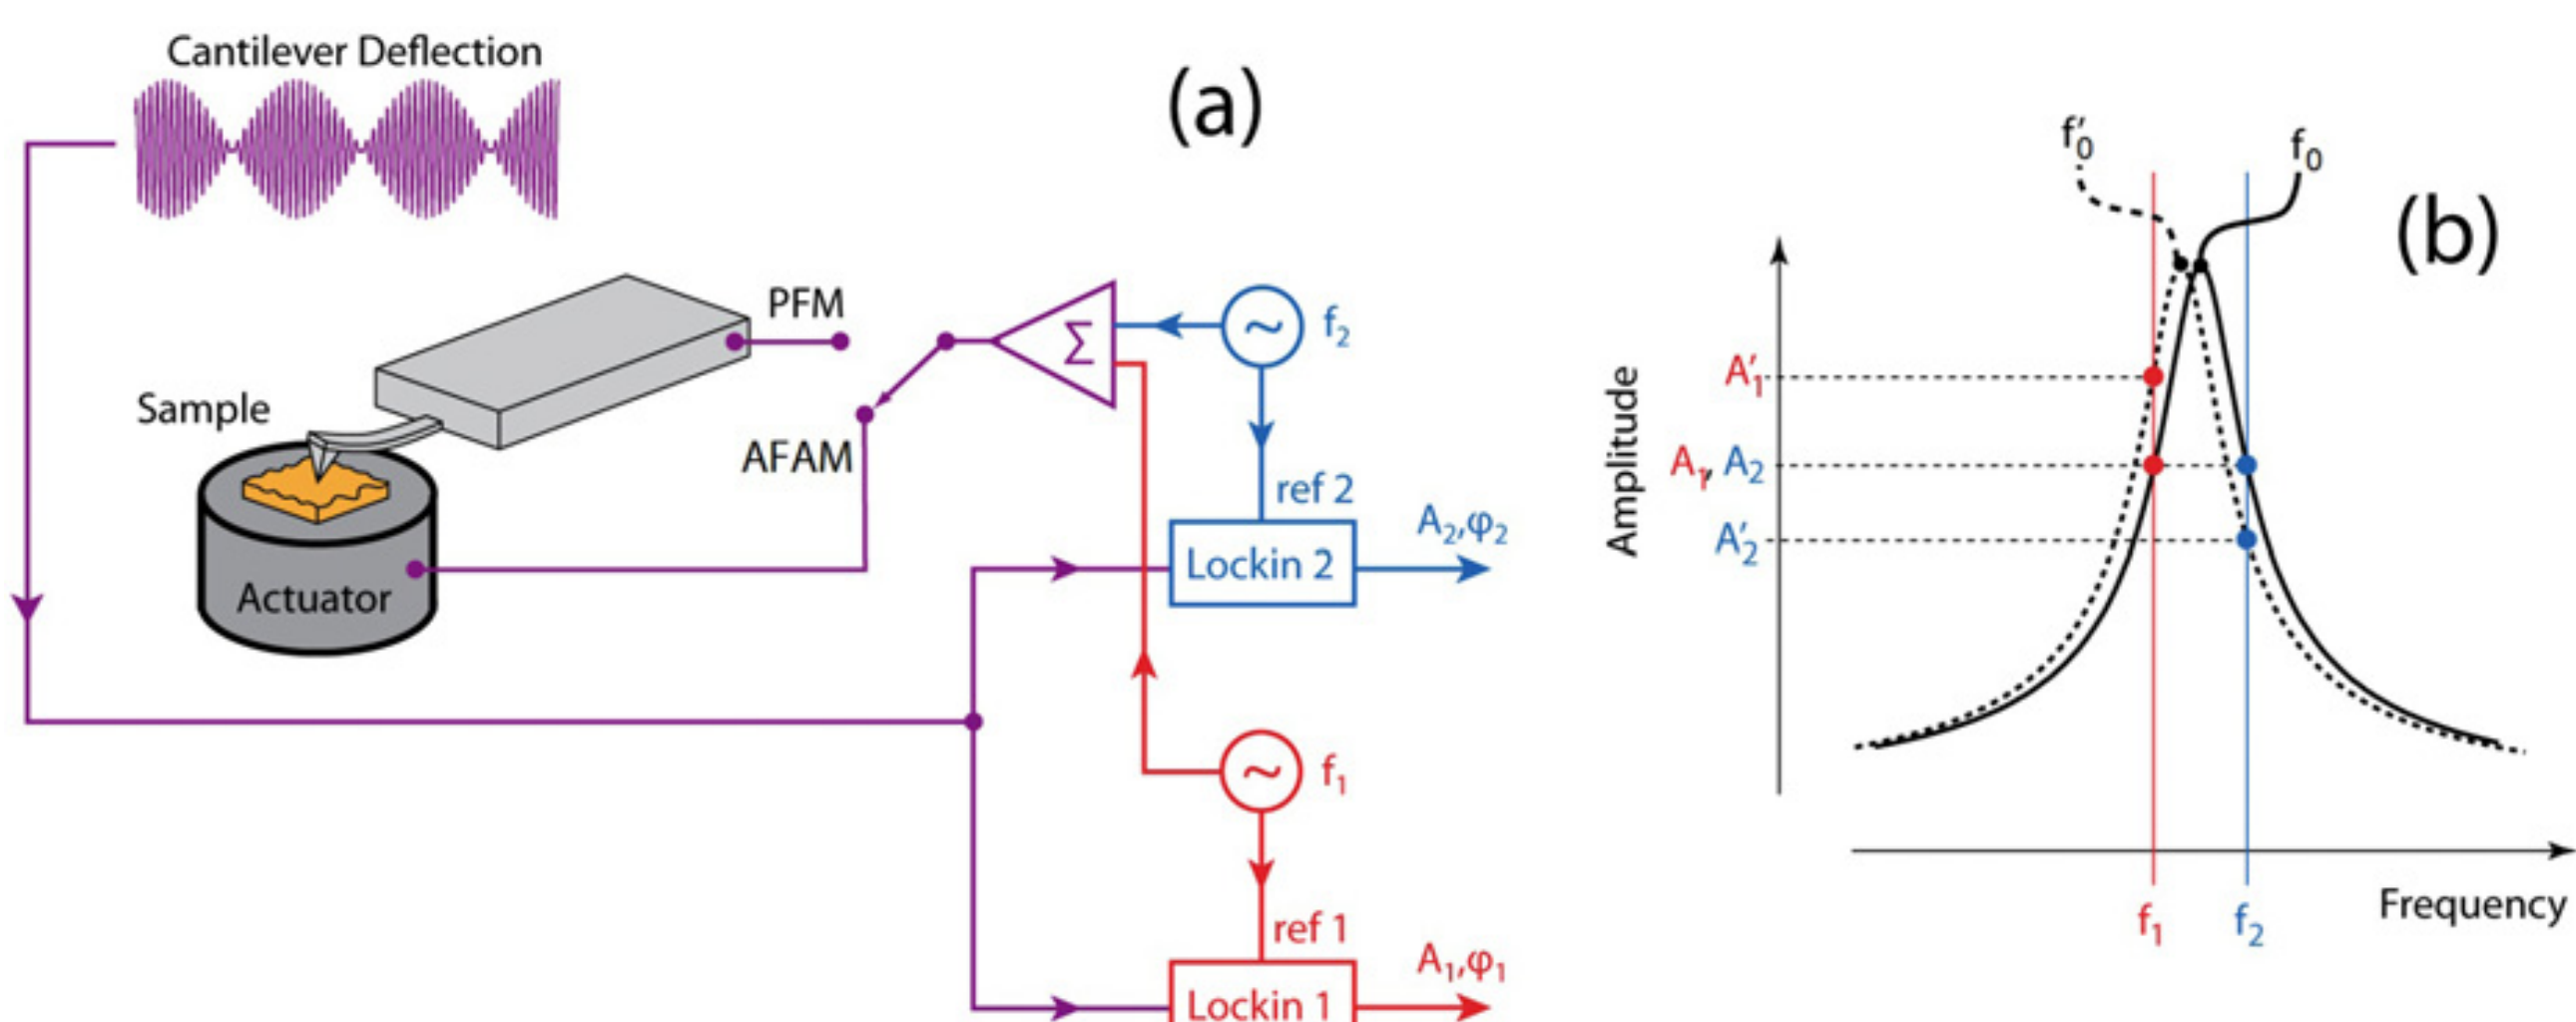 Cantilever Deflection
(a)
PFM
Σ
~
f₂
Sample
AFAM
Actuator
ref 2
Lockin 2
A₂,φ₂
~
f₁
ref 1
Lockin 1
A₁,φ₁
(b)
f′₀
f₀
Amplitude
A′₁
A₁, A₂
A′₂
f₁
f₂
Frequency